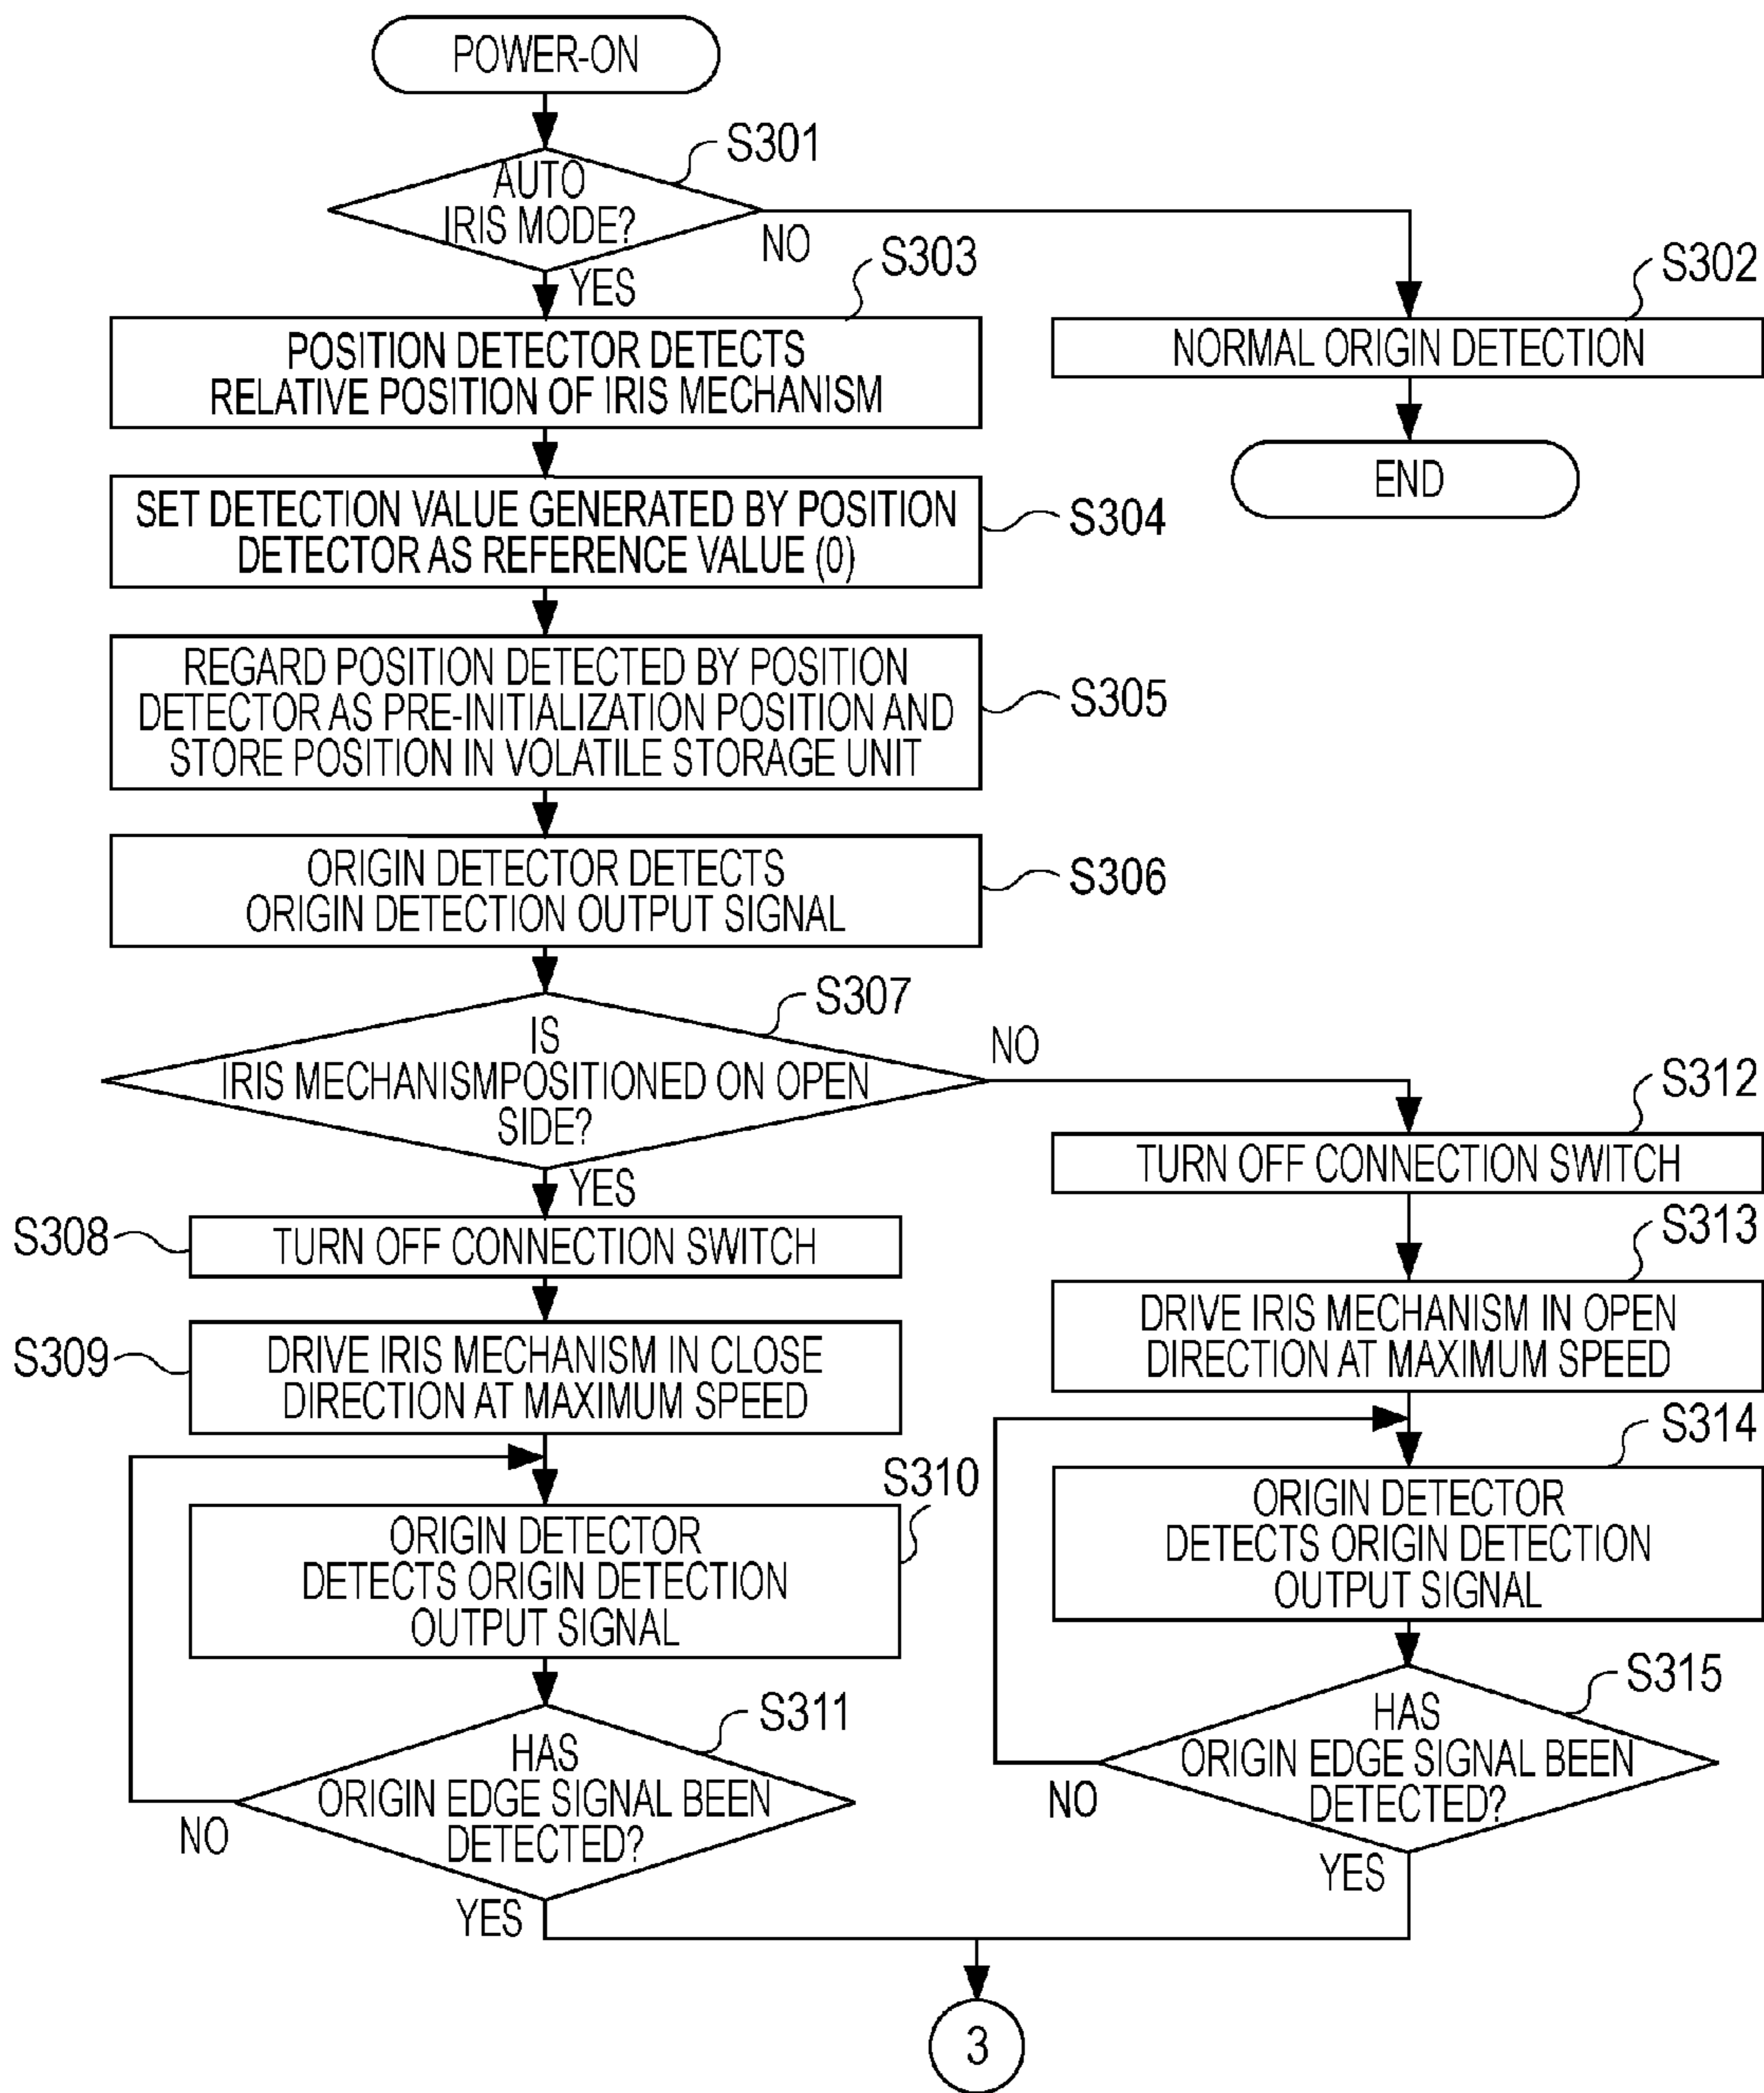 POWER-ON
S301
AUTO
IRIS MODE?
NO
YES
S303
S302
POSITION DETECTOR DETECTS
RELATIVE POSITION OF IRIS MECHANISM
NORMAL ORIGIN DETECTION
END
SET DETECTION VALUE GENERATED BY POSITION
DETECTOR AS REFERENCE VALUE (0)
S304
REGARD POSITION DETECTED BY POSITION
DETECTOR AS PRE-INITIALIZATION POSITION AND
STORE POSITION IN VOLATILE STORAGE UNIT
S305
ORIGIN DETECTOR DETECTS
ORIGIN DETECTION OUTPUT SIGNAL
S306
S307
IS
IRIS MECHANISMPOSITIONED ON OPEN
SIDE?
NO
YES
S312
TURN OFF CONNECTION SWITCH
S308
TURN OFF CONNECTION SWITCH
S313
DRIVE IRIS MECHANISM IN OPEN
DIRECTION AT MAXIMUM SPEED
S309
DRIVE IRIS MECHANISM IN CLOSE
DIRECTION AT MAXIMUM SPEED
S314
ORIGIN DETECTOR
DETECTS ORIGIN DETECTION
OUTPUT SIGNAL
S310
ORIGIN DETECTOR
DETECTS ORIGIN DETECTION
OUTPUT SIGNAL
S315
HAS
ORIGIN EDGE SIGNAL BEEN
DETECTED?
NO
YES
S311
HAS
ORIGIN EDGE SIGNAL BEEN
DETECTED?
NO
YES
3